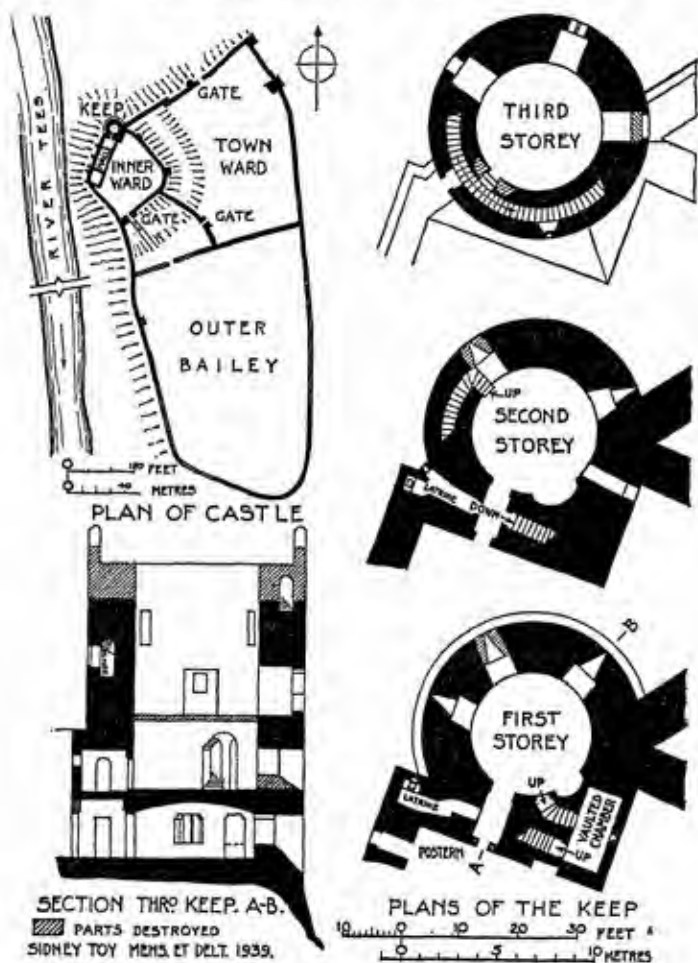 RIVER TEES
KEEP
HALL
INNER
WARD
GATE
TOWN
WARD
GATE
GATE
OUTER
BAILEY
FEET
METRES
PLAN OF CASTLE
SECTION THRO KEEP. A-B.
PARTS DESTROYED
SIDNEY TOY MENS. ET DELT. 1939.
THIRD
STOREY
UP
SECOND
STOREY
LATRINE
DOWN
B
FIRST
STOREY
UP
LATRINE
VAULTED
CHAMBER
UP
POSTERN
A
PLANS OF THE KEEP
10 0 10 20 30 FEET
0 5 10 METRES